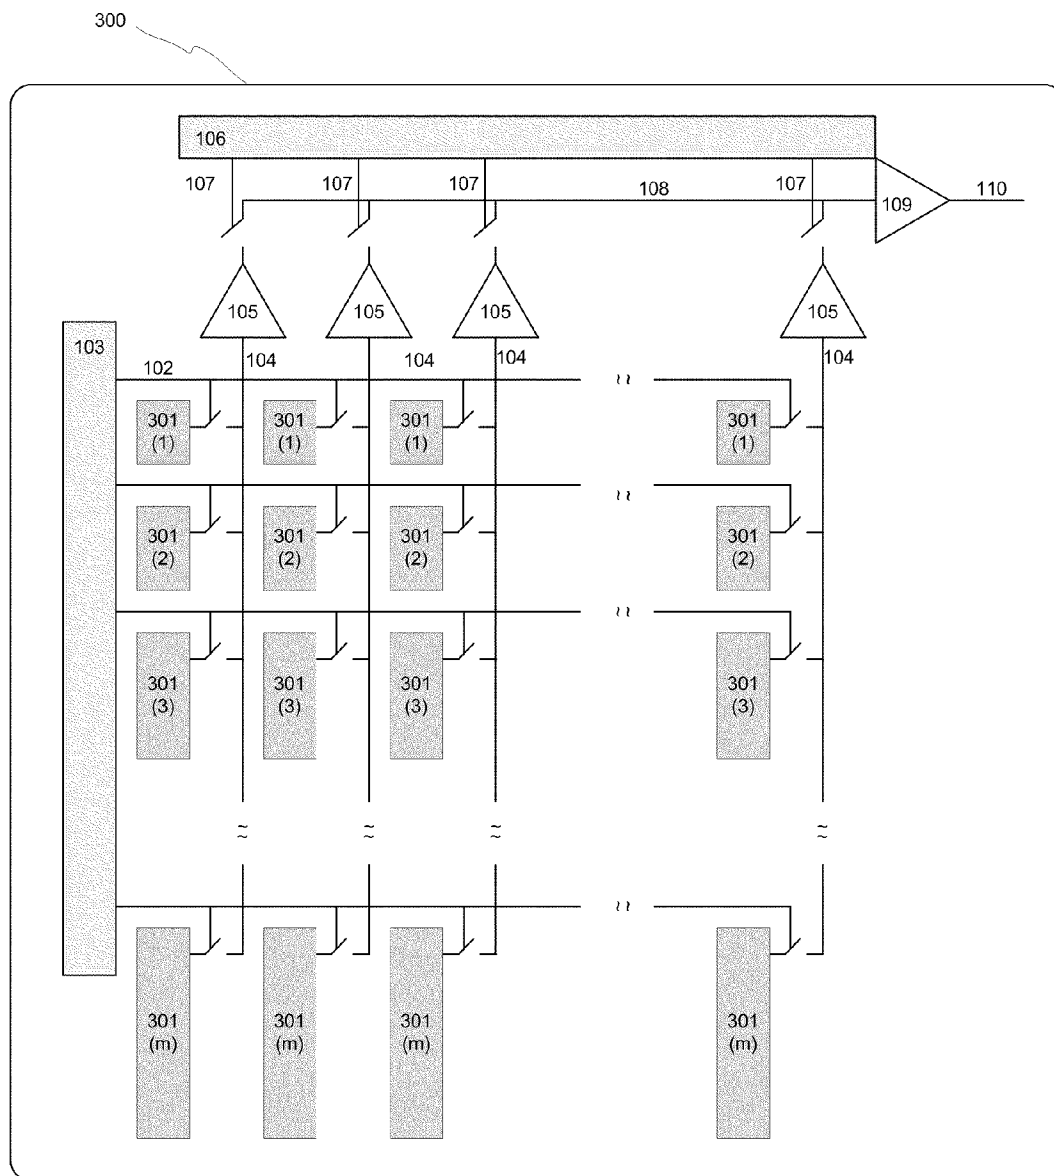 300
106
107 107 107 108 107 110
109
105 105 105 105
103
102 104 104 104 104
301 301 301 301
(1) (1) (1) (1)
301 301 301 301
(2) (2) (2) (2)
301 301 301 301
(3) (3) (3) (3)
301 301 301 301
(m) (m) (m) (m)